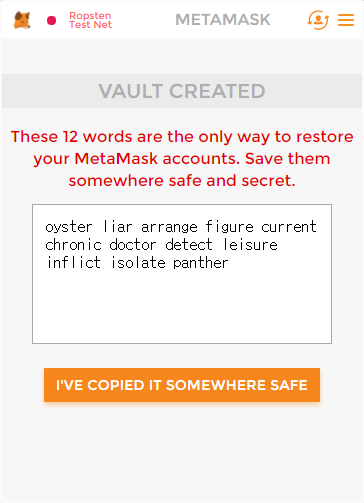 Ropsten
Test Net
METAMASK
VAULT CREATED
These 12 words are the only way to restore
your MetaMask accounts. Save them
somewhere safe and secret.
oyster liar arrange figure current
chronic doctor detect leisure
inflict isolate panther
I'VE COPIED IT SOMEWHERE SAFE